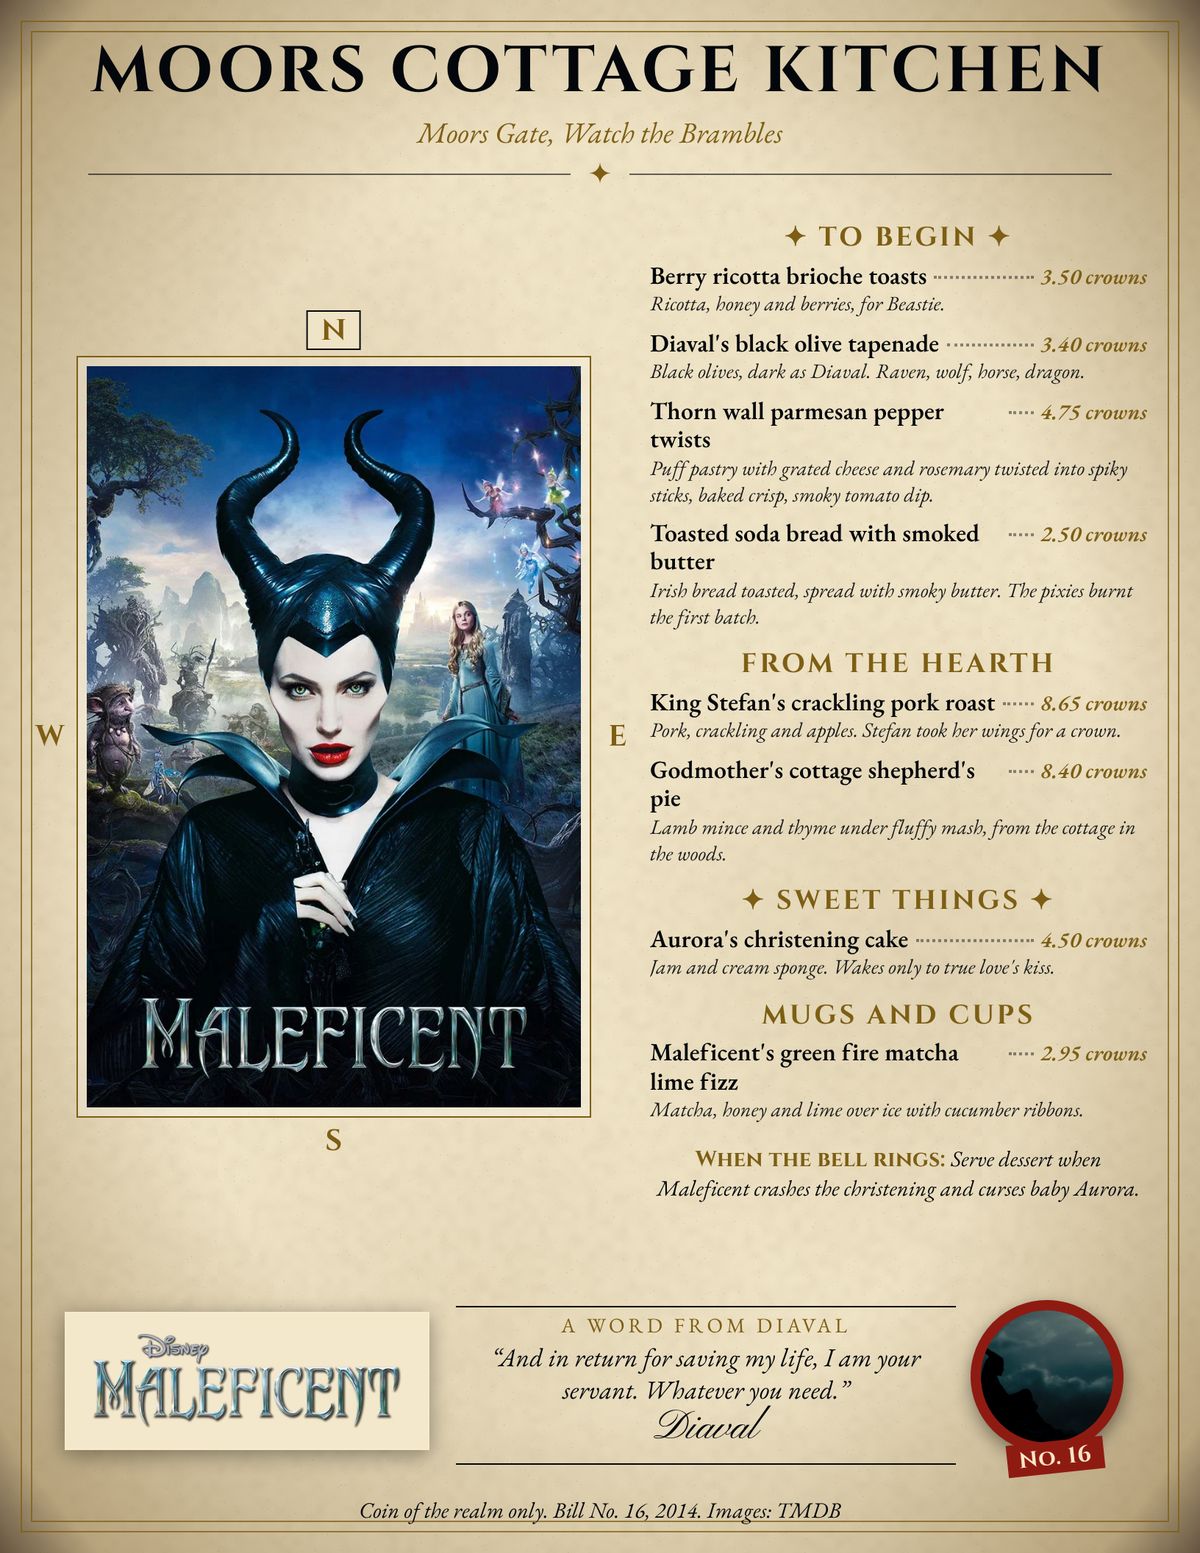 MOORS COTTAGE KITCHEN
Moors Gate, Watch the Brambles
N
W
E
S
MALEFICENT
✦ TO BEGIN ✦
Berry ricotta brioche toasts ........ 3.50 crowns
Ricotta, honey and berries, for Beastie.
Diaval's black olive tapenade ........ 3.40 crowns
Black olives, dark as Diaval. Raven, wolf, horse, dragon.
Thorn wall parmesan pepper ..... 4.75 crowns
twists
Puff pastry with grated cheese and rosemary twisted into spiky
sticks, baked crisp, smoky tomato dip.
Toasted soda bread with smoked ..... 2.50 crowns
butter
Irish bread toasted, spread with smoky butter. The pixies burnt
the first batch.
FROM THE HEARTH
King Stefan's crackling pork roast ...... 8.65 crowns
Pork, crackling and apples. Stefan took her wings for a crown.
Godmother's cottage shepherd's ..... 8.40 crowns
pie
Lamb mince and thyme under fluffy mash, from the cottage in
the woods.
✦ SWEET THINGS ✦
Aurora's christening cake ........ 4.50 crowns
Jam and cream sponge. Wakes only to true love's kiss.
MUGS AND CUPS
Maleficent's green fire matcha ..... 2.95 crowns
lime fizz
Matcha, honey and lime over ice with cucumber ribbons.
WHEN THE BELL RINGS: Serve dessert when
Maleficent crashes the christening and curses baby Aurora.
Disney
MALEFICENT
A WORD FROM DIAVAL
“And in return for saving my life, I am your
servant. Whatever you need.”
Diaval
NO. 16
Coin of the realm only. Bill No. 16, 2014. Images: TMDB